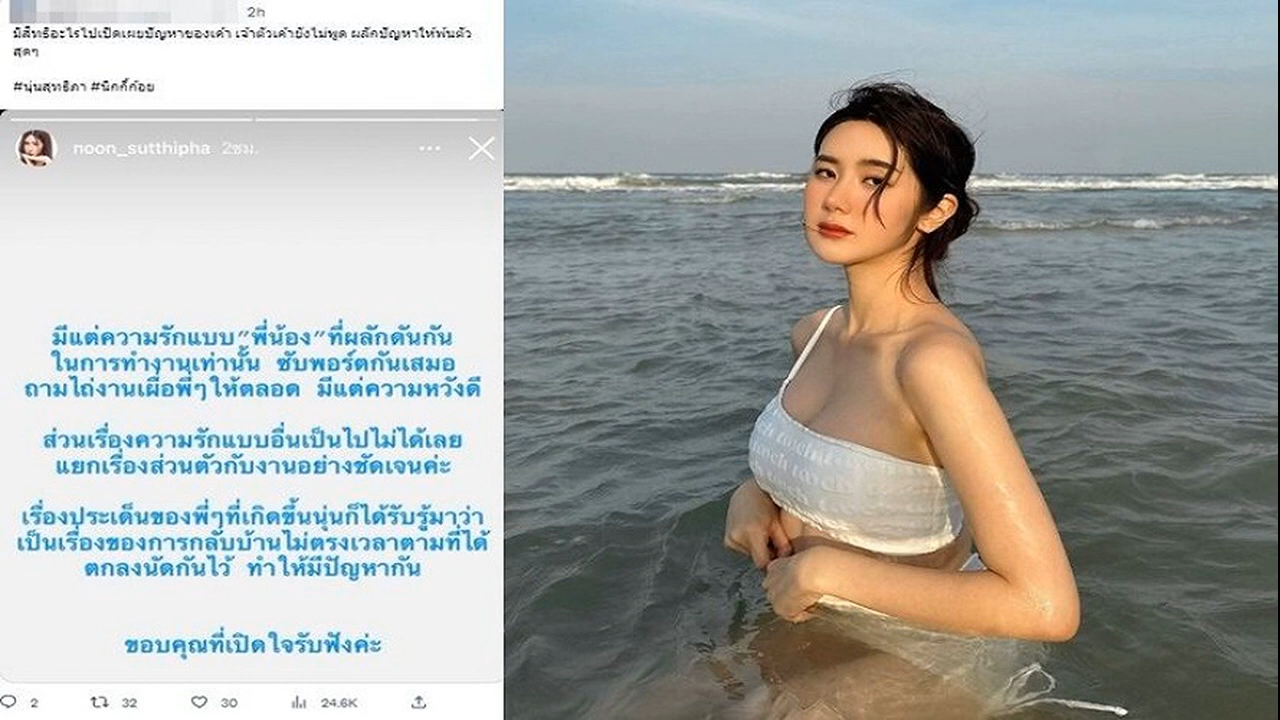 2h
มีสิทธิอะไรไปเปิดเผยปัญหาของเค้า เจ้าตัวเค้ายังไม่พูด ผลักปัญหาให้พ้นตัว
สุดๆ
#นุ่นสุทธิภา #นิกกี้ก้อย
noon_sutthipha 2ชม.
มีแต่ความรักแบบ"พี่น้อง"ที่ผลักดันกัน
ในการทำงานเท่านั้น ซับพอร์ตกันเสมอ
ถามไถ่งานเผื่อพี่ๆให้ตลอด มีแต่ความหวังดี
ส่วนเรื่องความรักแบบอื่นเป็นไปไม่ได้เลย
แยกเรื่องส่วนตัวกับงานอย่างชัดเจนค่ะ
เรื่องประเด็นของพี่ๆที่เกิดขึ้นนุ่นก็ได้รับรู้มาว่า
เป็นเรื่องของการกลับบ้านไม่ตรงเวลาตามที่ได้
ตกลงนัดกันไว้ ทำให้มีปัญหากัน
ขอบคุณที่เปิดใจรับฟังค่ะ
2 32 30 24.6K